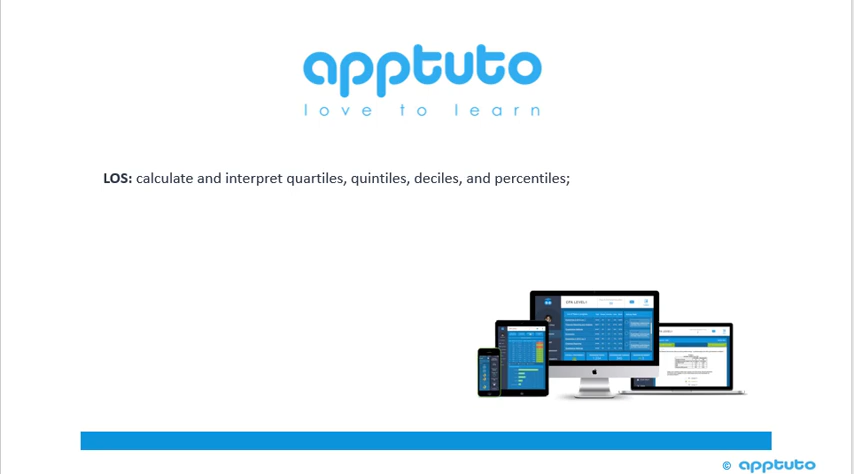 apptuto
love to learn
LOS: calculate and interpret quartiles, quintiles, deciles, and percentiles;
© apptuto